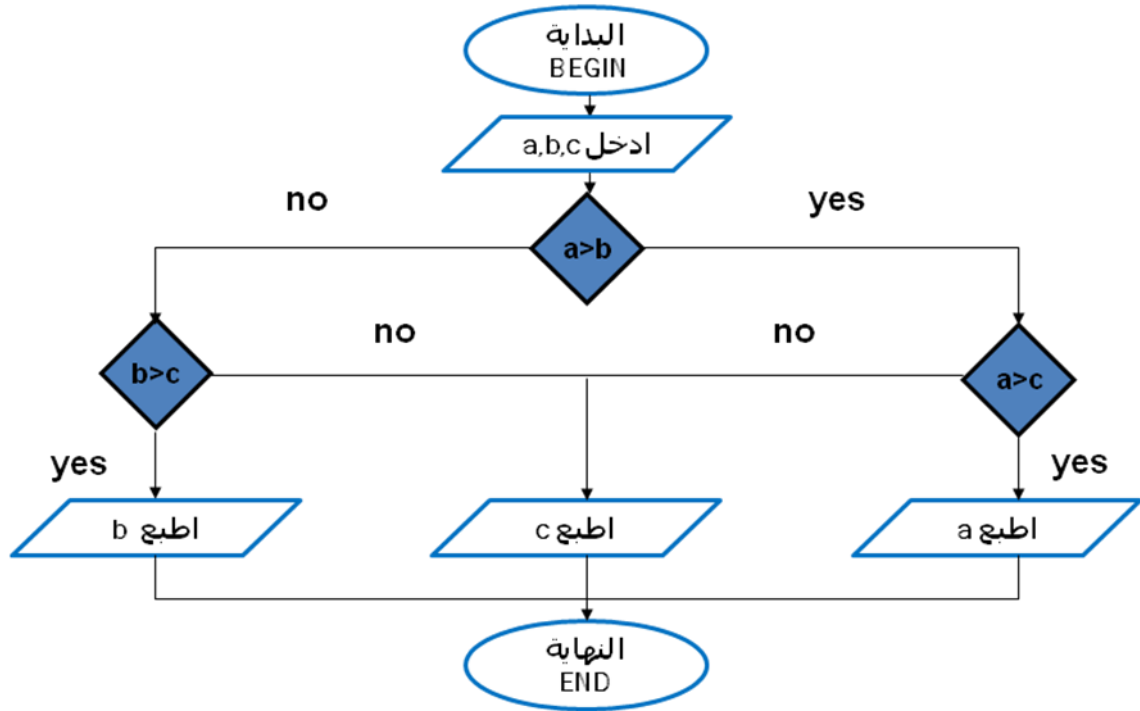 البداية
BEGIN
ادخل a,b,c
no
yes
a>b
no
no
b>c
a>c
yes
yes
اطبع b
اطبع c
اطبع a
النهاية
END